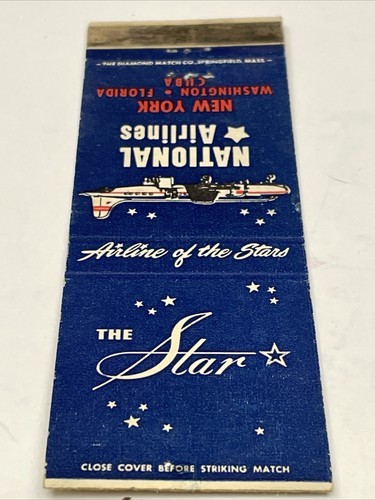 - THE DIAMOND MATCH CO., SPRINGFIELD, MASS -
NATIONAL
Airlines
NEW YORK
WASHINGTON • FLORIDA
CUBA
Airline of the Stars
THE Star
CLOSE COVER BEFORE STRIKING MATCH